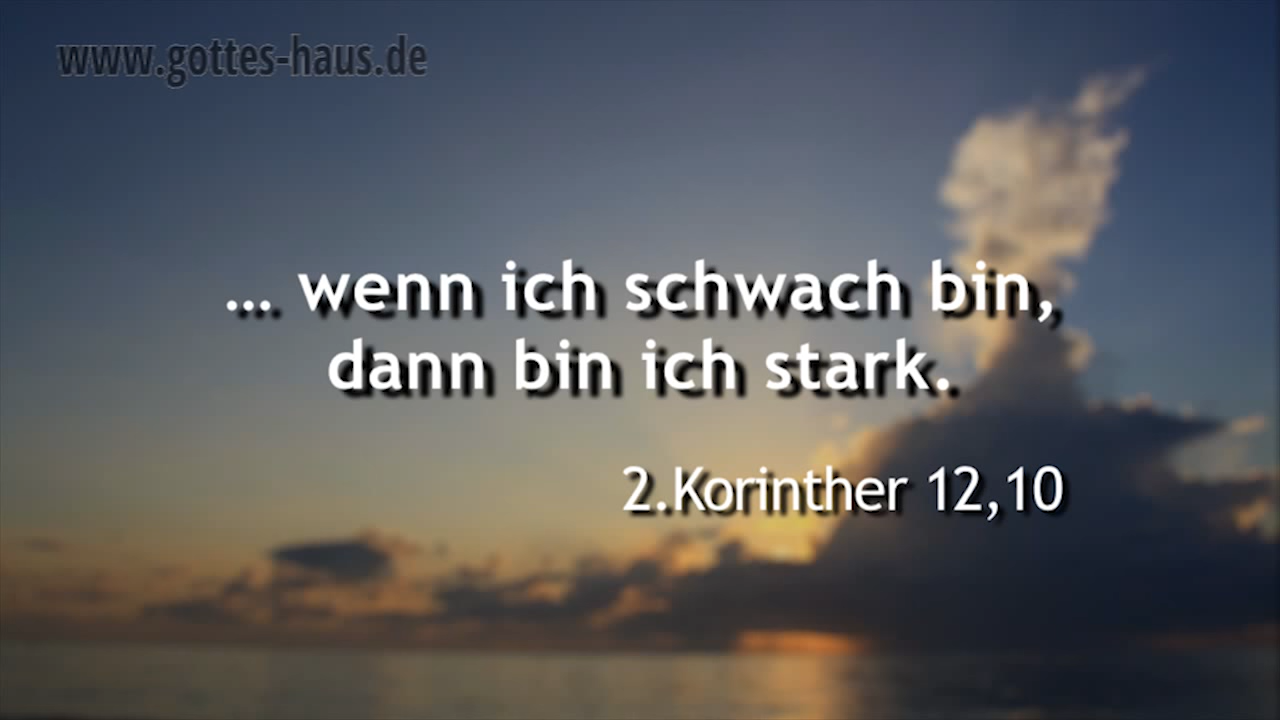 www.gottes-haus.de
... wenn ich schwach bin,
dann bin ich stark.
2.Korinther 12,10